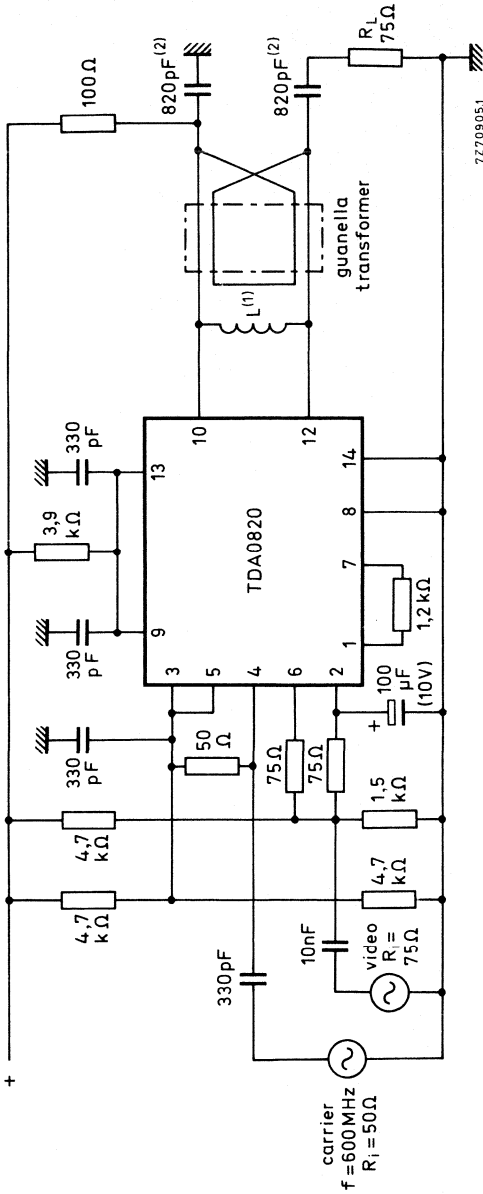 +
4,7
kΩ
4,7
kΩ
330
pF
330
pF
3,9
kΩ
330
pF
100Ω
820pF(2)
820pF(2)
RL
75Ω
guanella
transformer
L(1)
50
Ω
75Ω
75Ω
3
5
4
6
2
9
13
10
12
1
7
8
14
TDA0820
330pF
10nF
carrier
f=600MHz
Ri=50Ω
video
Ri=
75Ω
4,7
kΩ
1,5
kΩ
+
100
µF
(10V)
1,2kΩ
7Z70905.1